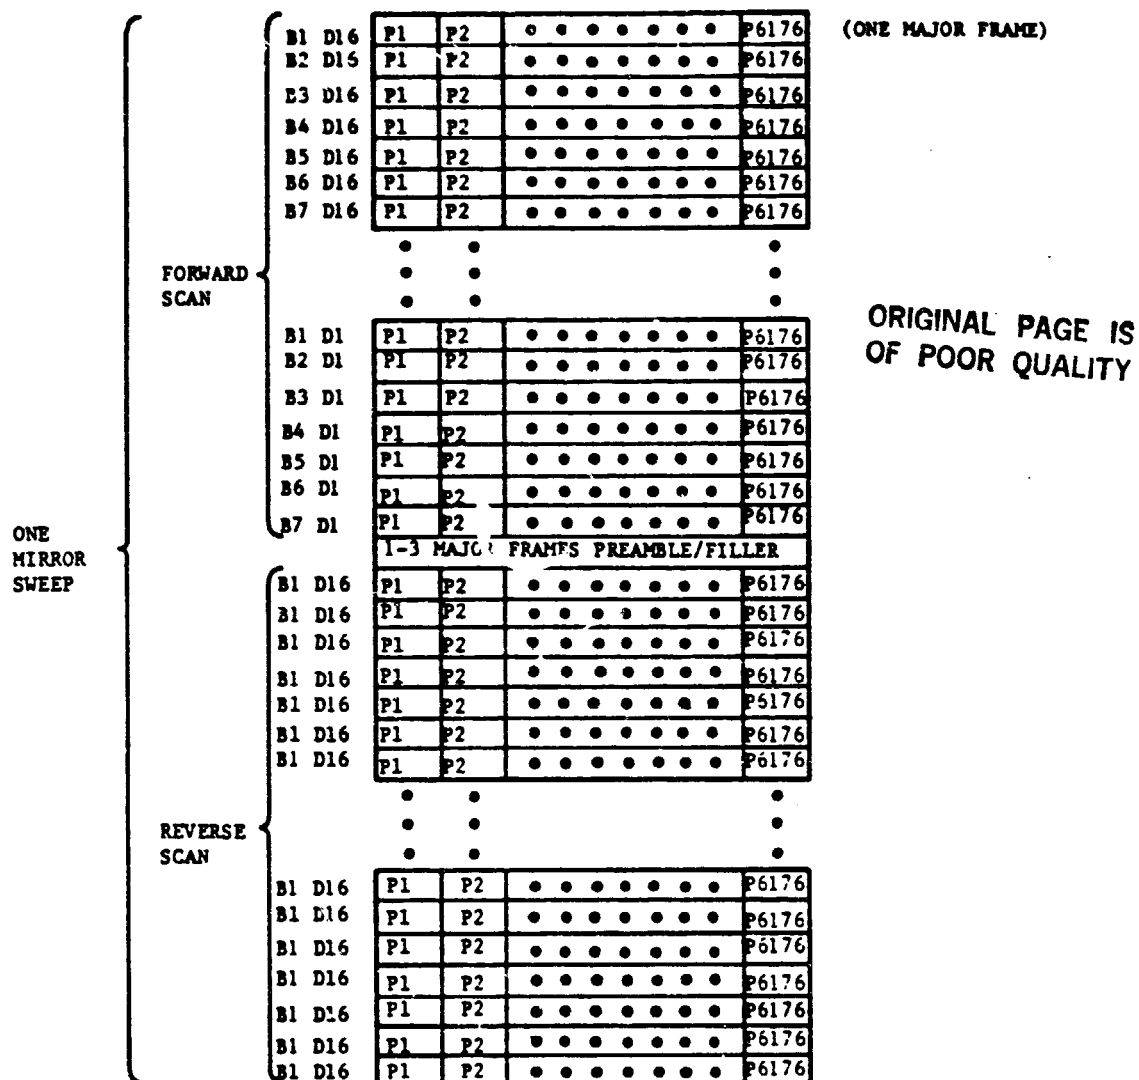 B1 D16 P1 P2 P6176 (ONE MAJOR FRAME)
B2 D15 P1 P2 P6176
E3 D16 P1 P2 P6176
B4 D16 P1 P2 P6176
B5 D16 P1 P2 P6176
B6 D16 P1 P2 P6176
B7 D16 P1 P2 P6176
FORWARD
SCAN
ORIGINAL PAGE IS
OF POOR QUALITY
B1 D1 P1 P2 P6176
B2 D1 P1 P2 P6176
B3 D1 P1 P2 P6176
B4 D1 P1 P2 P6176
B5 D1 P1 P2 P6176
B6 D1 P1 P2 P6176
B7 D1 P1 P2 P6176
ONE
MIRROR
SWEEP
1-3 MAJOR FRAMES PREAMBLE/FILLER
B1 D16 P1 P2 P6176
B1 D16 P1 P2 P6176
B1 D16 P1 P2 P6176
B1 D16 P1 P2 P6176
B1 D16 P1 P2 P6176
B1 D16 P1 P2 P6176
B1 D16 P1 P2 P6176
REVERSE
SCAN
B1 D16 P1 P2 P6176
B1 D16 P1 P2 P6176
B1 D16 P1 P2 P6176
B1 D16 P1 P2 P6176
B1 D16 P1 P2 P6176
B1 D16 P1 P2 P6176
B1 D16 P1 P2 P6176